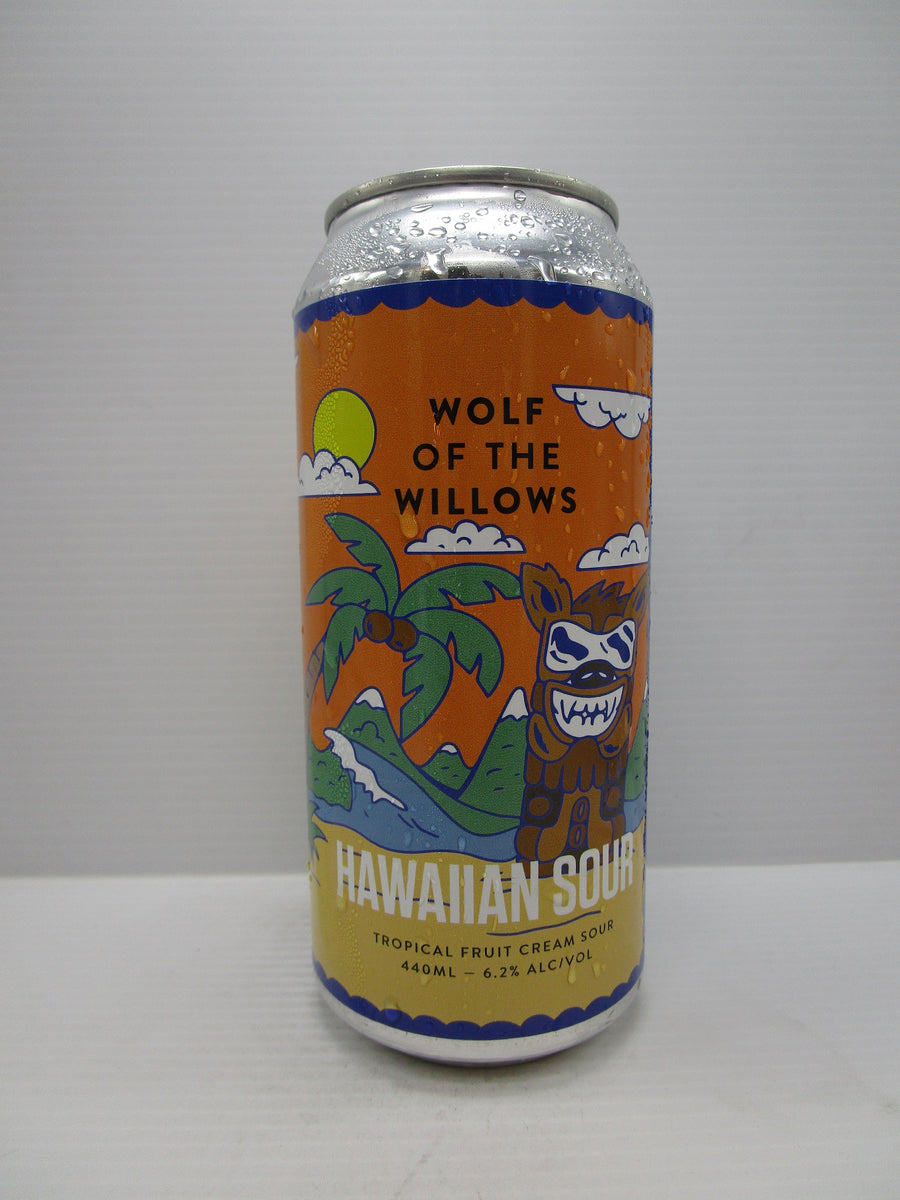 WOLF
OF THE
WILLOWS
HAWAIIAN SOUR
TROPICAL FRUIT CREAM SOUR
440ML — 6.2% ALC/VOL